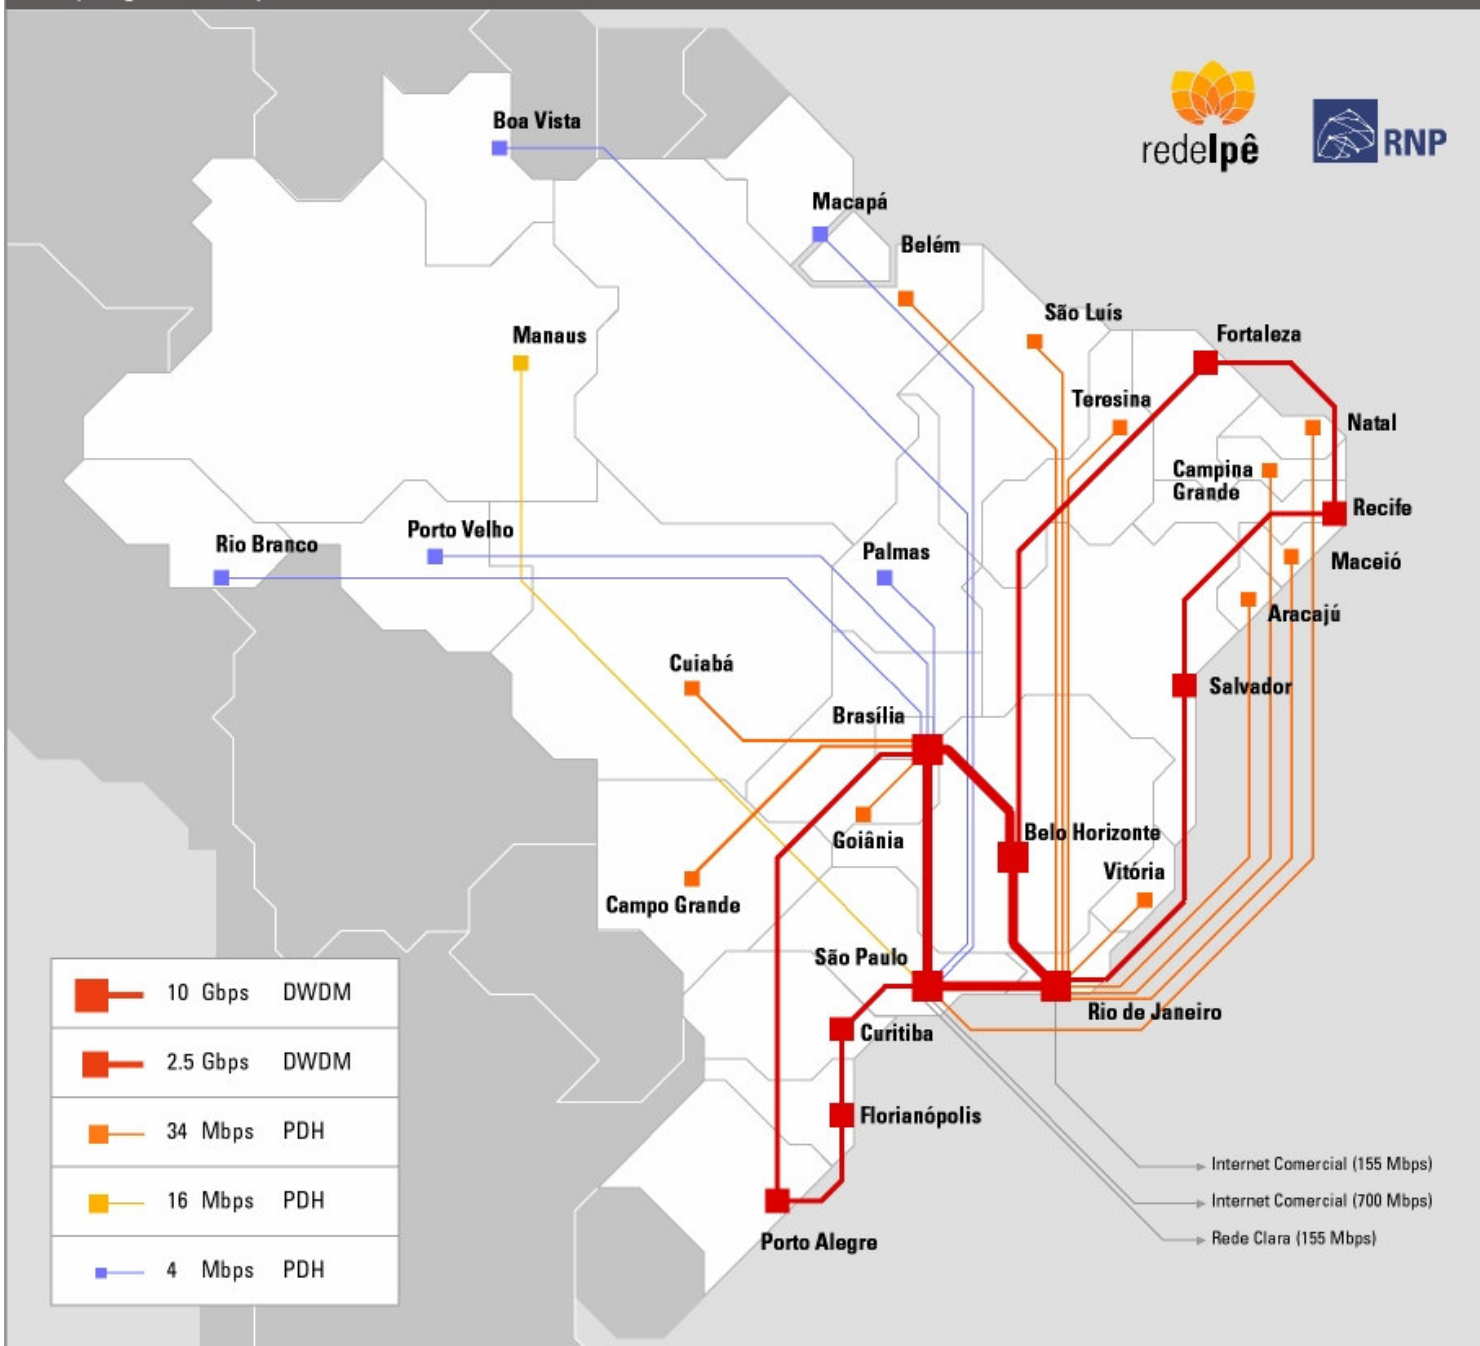 redeIpê
RNP
Boa Vista
Macapá
Belém
São Luís
Fortaleza
Manaus
Teresina
Natal
Campina
Grande
Recife
Porto Velho
Rio Branco
Palmas
Maceió
Aracajú
Cuiabá
Salvador
Brasília
Goiânia
Belo Horizonte
Vitória
Campo Grande
São Paulo
Rio de Janeiro
Curitiba
Florianópolis
Porto Alegre
10 Gbps DWDM
2.5 Gbps DWDM
34 Mbps PDH
16 Mbps PDH
4 Mbps PDH
Internet Comercial (155 Mbps)
Internet Comercial (700 Mbps)
Rede Clara (155 Mbps)